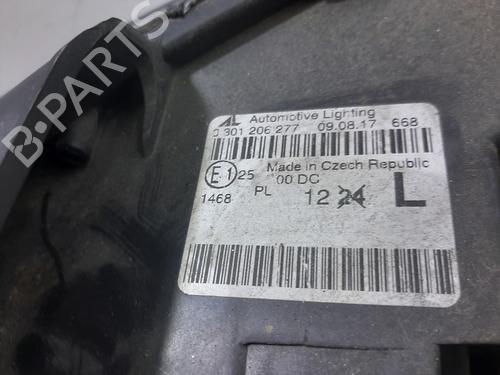 B-PARTS
AL Automotive Lighting
0 301 206 277 09.08.17 668
Made in Czech Republic
E1 25 00 DC
1468 PL 12 24 L